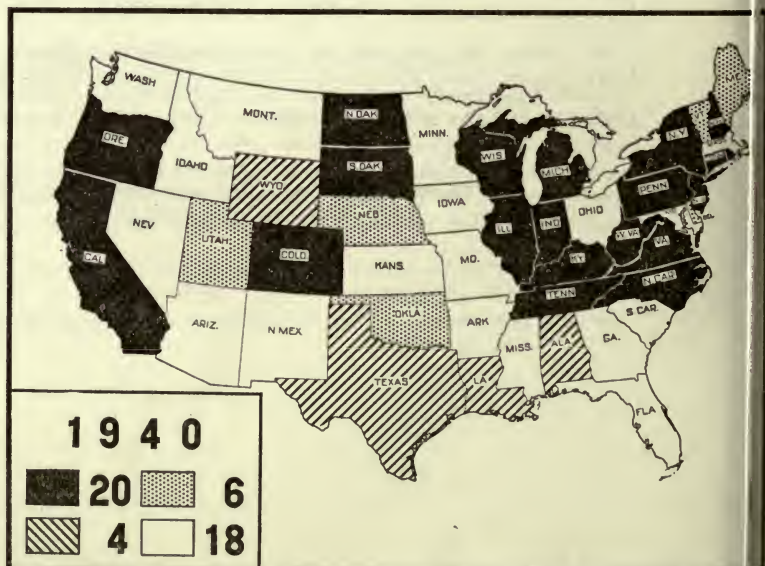 WASH
MONT.
N.DAK
MINN.
ME.
ORE
IDAHO
S.DAK
WIS
MICH
N.Y
WYO.
IOWA
PENN
NEB
NEV
UTAH
COLO.
ILL
IND
OHIO
W.VA
CAL
KANS.
MO.
KY
VA
TENN
N.CAR
ARIZ.
N.MEX.
OKLA
ARK
S.CAR.
MISS.
ALA.
GA.
TEXAS
LA.
FLA
1940
20 6
4 18